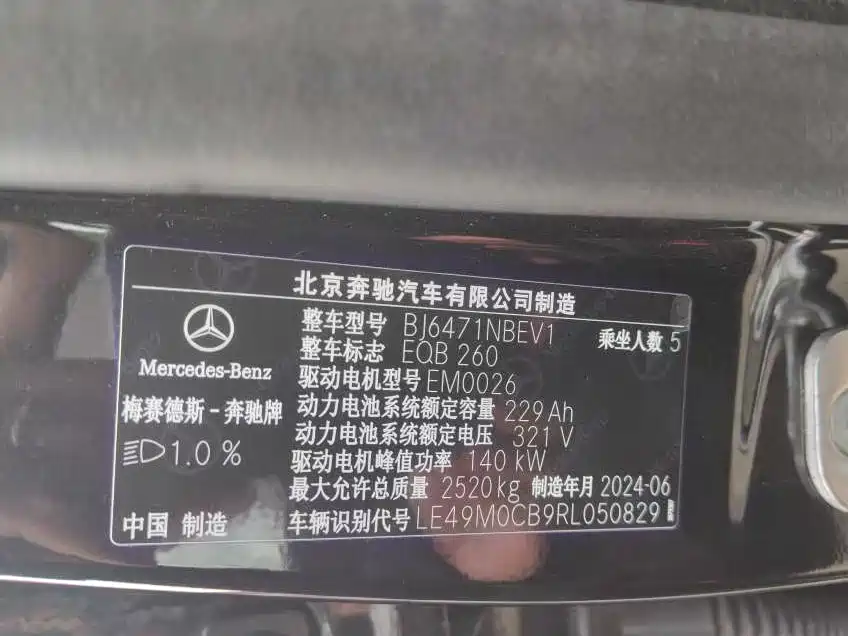 北京奔驰汽车有限公司制造
整车型号 BJ6471NBEV1 乘坐人数 5
整车标志 EQB 260
Mercedes-Benz
驱动电机型号 EM0026
梅赛德斯-奔驰牌
动力电池系统额定容量 229 Ah
动力电池系统额定电压 321 V
1.0 %
驱动电机峰值功率 140 kW
最大允许总质量 2520 kg 制造年月 2024-06
中国 制造
车辆识别代号 LE49M0CB9RL050829